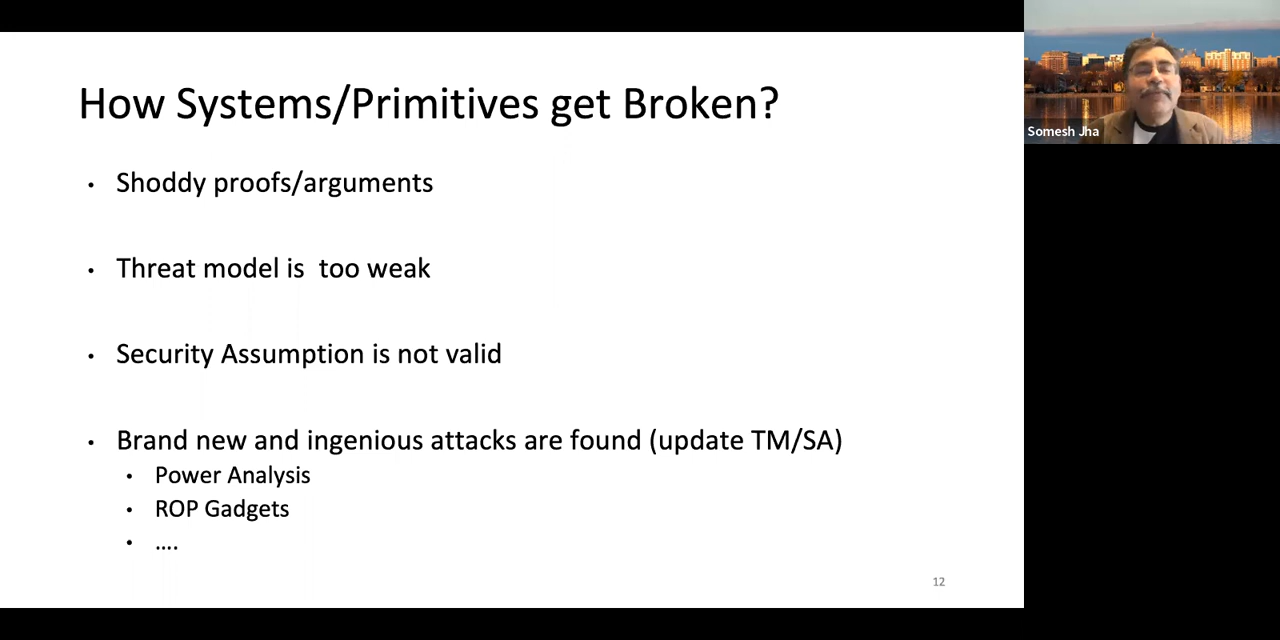 How Systems/Primitives get Broken?
• Shoddy proofs/arguments
• Threat model is  too weak
• Security Assumption is not valid
• Brand new and ingenious attacks are found (update TM/SA)
• Power Analysis
• ROP Gadgets
• ....
12
Somesh Jha